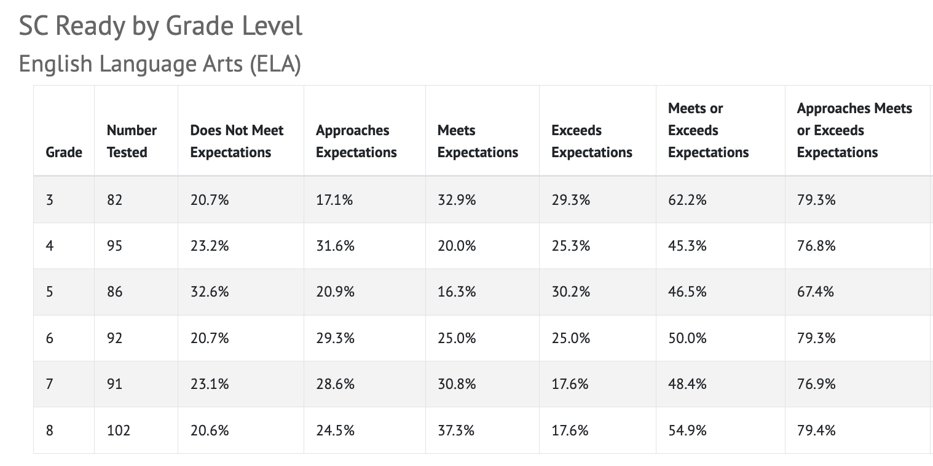 SC Ready by Grade Level
English Language Arts (ELA)
Grade Number Tested Does Not Meet Expectations Approaches Expectations Meets Expectations Exceeds Expectations Meets or Exceeds Expectations Approaches Meets or Exceeds Expectations
3 82 20.7% 17.1% 32.9% 29.3% 62.2% 79.3%
4 95 23.2% 31.6% 20.0% 25.3% 45.3% 76.8%
5 86 32.6% 20.9% 16.3% 30.2% 46.5% 67.4%
6 92 20.7% 29.3% 25.0% 25.0% 50.0% 79.3%
7 91 23.1% 28.6% 30.8% 17.6% 48.4% 76.9%
8 102 20.6% 24.5% 37.3% 17.6% 54.9% 79.4%